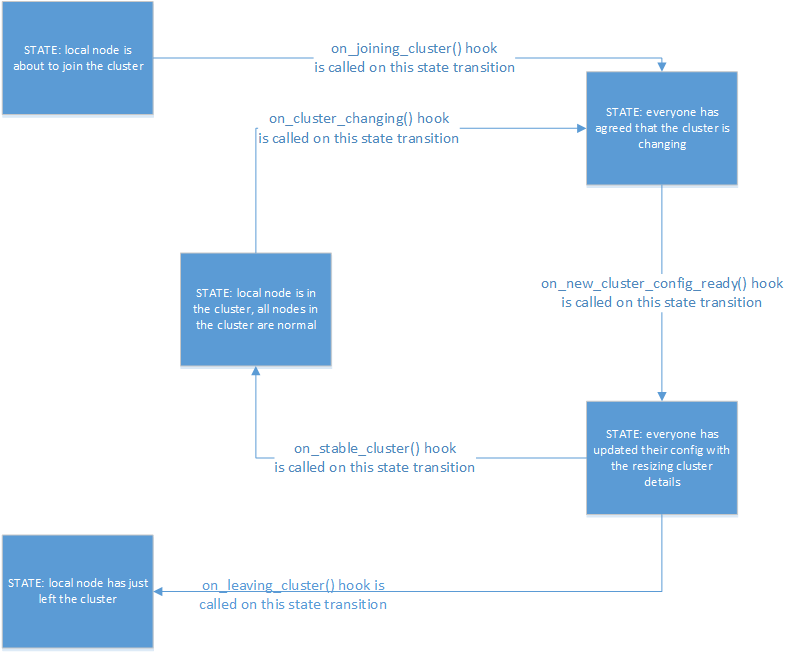 STATE: local node is
about to join the cluster
on_joining_cluster() hook
is called on this state transition
on_cluster_changing() hook
is called on this state transition
STATE: everyone has
agreed that the cluster is
changing
STATE: local node is in
the cluster, all nodes in
the cluster are normal
on_new_cluster_config_ready() hook
is called on this state transition
on_stable_cluster() hook
is called on this state transition
STATE: everyone has
updated their config with
the resizing cluster
details
STATE: local node has just
left the cluster
on_leaving_cluster() hook is
called on this state transition